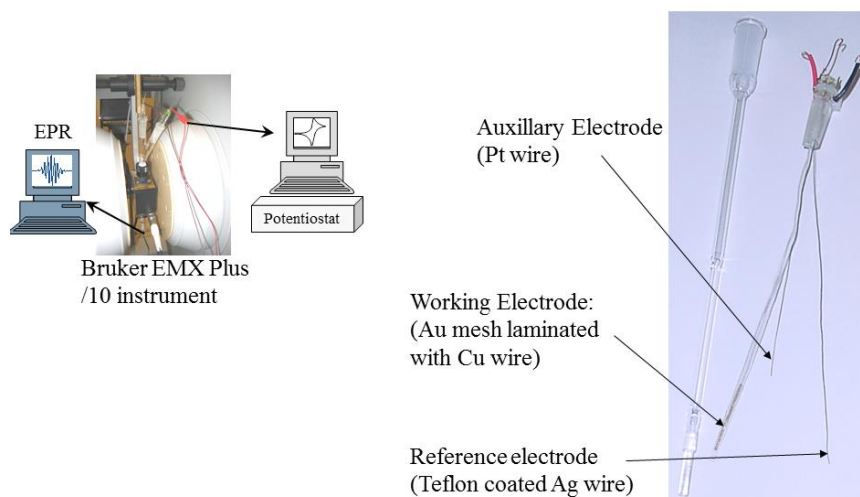 EPR
Potentiostat
Bruker EMX Plus
/10 instrument
Auxillary Electrode
(Pt wire)
Working Electrode:
(Au mesh laminated
with Cu wire)
Reference electrode
(Teflon coated Ag wire)